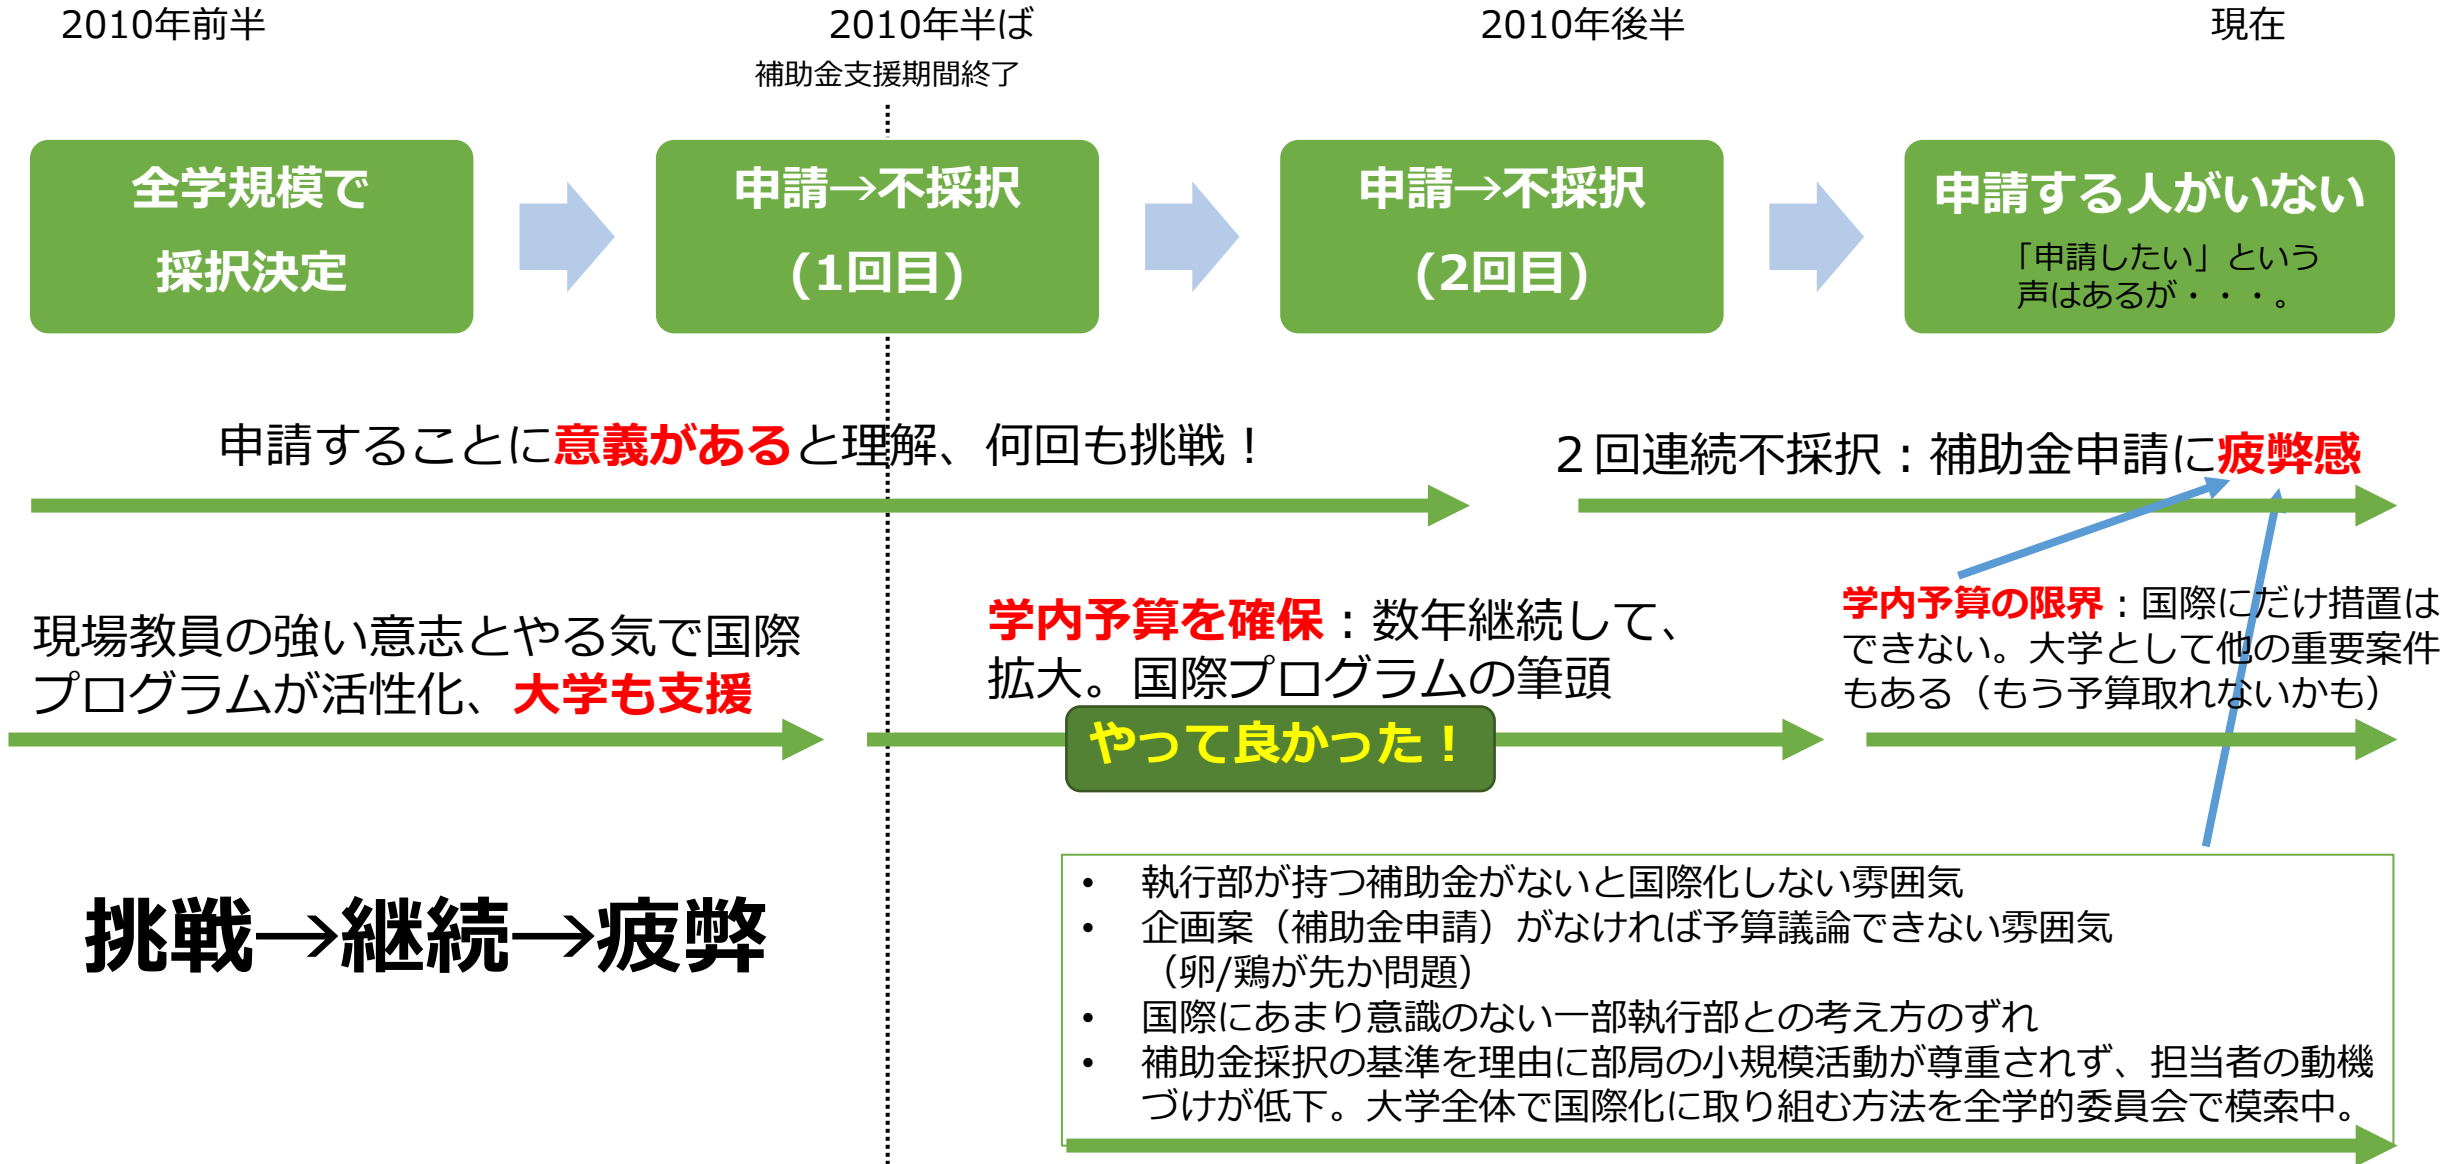 2010年前半
2010年半ば
2010年後半
現在
補助金支援期間終了
全学規模で
採択決定
申請→不採択
(1回目)
申請→不採択
(2回目)
申請する人がいない
「申請したい」という
声はあるが・・・。
申請することに意義があると理解、何回も挑戦！
２回連続不採択：補助金申請に疲弊感
現場教員の強い意志とやる気で国際
プログラムが活性化、大学も支援
学内予算を確保：数年継続して、
拡大。国際プログラムの筆頭
やって良かった！
学内予算の限界：国際にだけ措置は
できない。大学として他の重要案件
もある（もう予算取れないかも）
挑戦→継続→疲弊
• 執行部が持つ補助金がないと国際化しない雰囲気
• 企画案（補助金申請）がなければ予算議論できない雰囲気
（卵/鶏が先か問題）
• 国際にあまり意識のない一部執行部との考え方のずれ
• 補助金採択の基準を理由に部局の小規模活動が尊重されず、担当者の動機
づけが低下。大学全体で国際化に取り組む方法を全学的委員会で模索中。